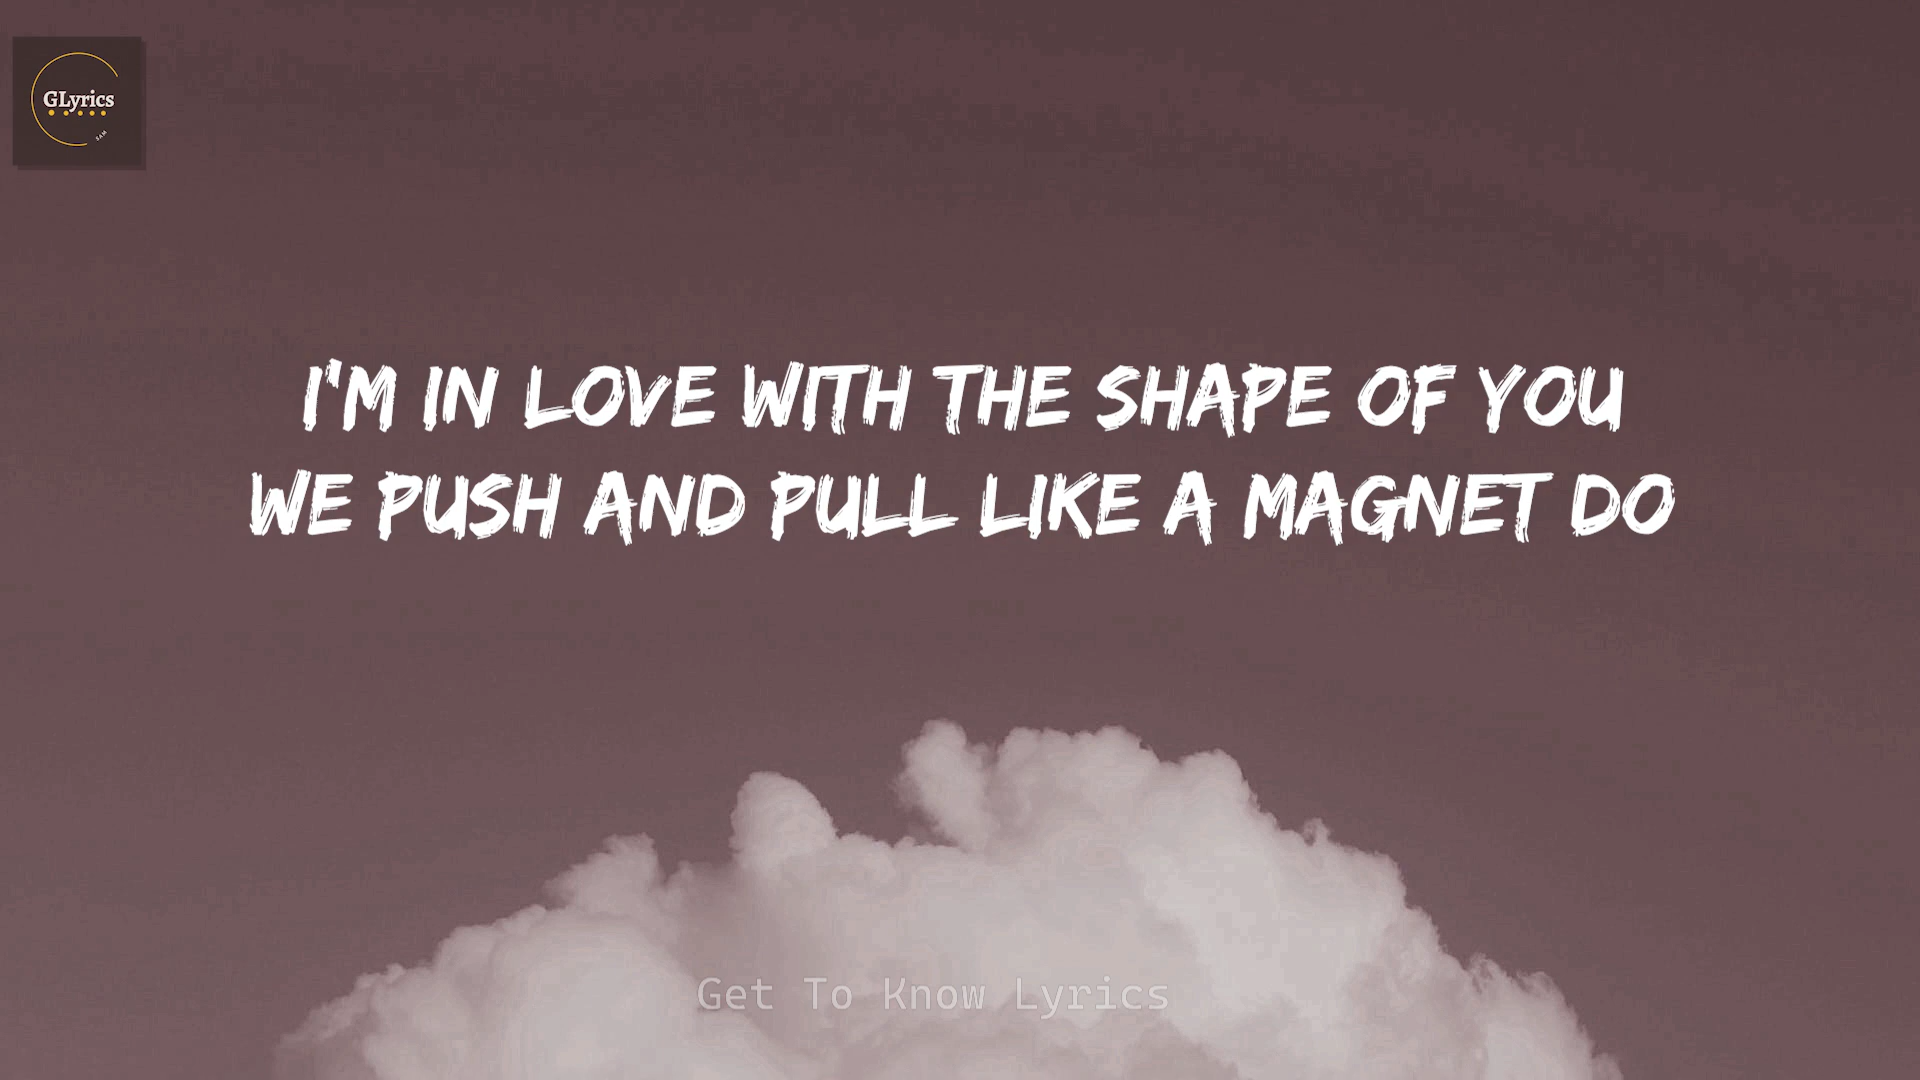 GLyrics
SAM
I'M IN LOVE WITH THE SHAPE OF YOU
WE PUSH AND PULL LIKE A MAGNET DO
Get To Know Lyrics